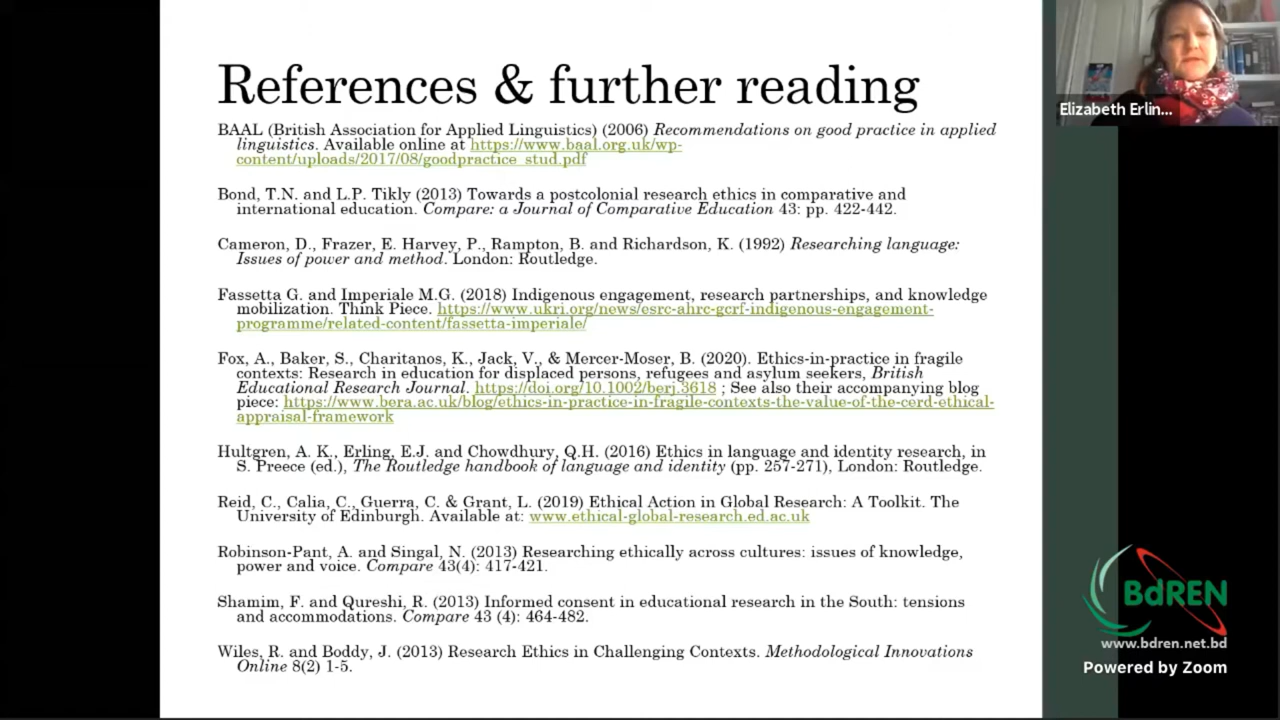 References & further reading
BAAL (British Association for Applied Linguistics) (2006) Recommendations on good practice in applied
linguistics. Available online at https://www.baal.org.uk/wp-
content/uploads/2017/08/goodpractice_stud.pdf
Bond, T.N. and L.P. Tikly (2013) Towards a postcolonial research ethics in comparative and
international education. Compare: a Journal of Comparative Education 43: pp. 422-442.
Cameron, D., Frazer, E. Harvey, P., Rampton, B. and Richardson, K. (1992) Researching language:
Issues of power and method. London: Routledge.
Fassetta G. and Imperiale M.G. (2018) Indigenous engagement, research partnerships, and knowledge
mobilization. Think Piece. https://www.ukri.org/news/esrc-ahrc-gcrf-indigenous-engagement-
programme/related-content/fassetta-imperiale/
Fox, A., Baker, S., Charitanos, K., Jack, V., & Mercer-Moser, B. (2020). Ethics-in-practice in fragile
contexts: Research in education for displaced persons, refugees and asylum seekers, British
Educational Research Journal. https://doi.org/10.1002/berj.3618 ; See also their accompanying blog
piece: https://www.bera.ac.uk/blog/ethics-in-practice-in-fragile-contexts-the-value-of-the-cerd-ethical-
appraisal-framework
Hultgren, A. K., Erling, E.J. and Chowdhury, Q.H. (2016) Ethics in language and identity research, in
S. Preece (ed.), The Routledge handbook of language and identity (pp. 257-271), London: Routledge.
Reid, C., Calia, C., Guerra, C. & Grant, L. (2019) Ethical Action in Global Research: A Toolkit. The
University of Edinburgh. Available at: www.ethical-global-research.ed.ac.uk
Robinson-Pant, A. and Singal, N. (2013) Researching ethically across cultures: issues of knowledge,
power and voice. Compare 43(4): 417-421.
Shamim, F. and Qureshi, R. (2013) Informed consent in educational research in the South: tensions
and accommodations. Compare 43 (4): 464-482.
Wiles, R. and Boddy, J. (2013) Research Ethics in Challenging Contexts. Methodological Innovations
Online 8(2) 1-5.
Elizabeth Erlin...
BdREN
www.bdren.net.bd
Powered by Zoom